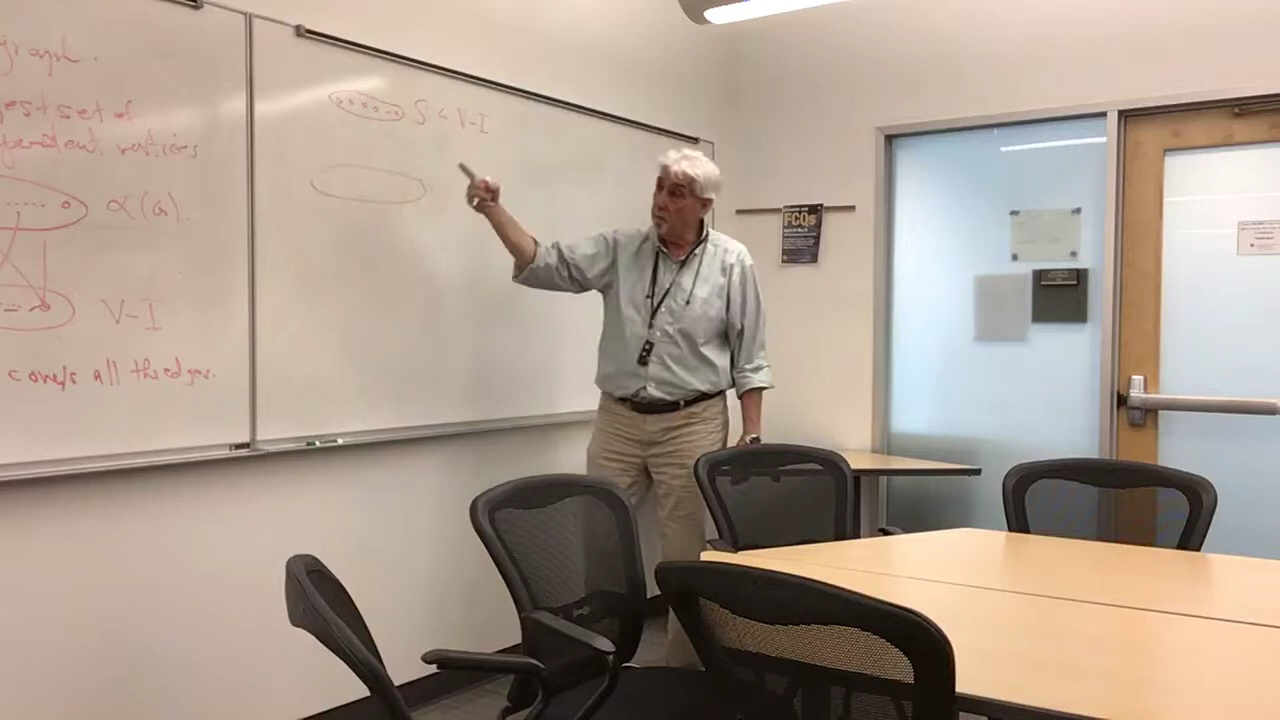 graph.
gest set of
pendent vertices
α(G).
V-I
covers all the edges.
S < V-I
FCQs